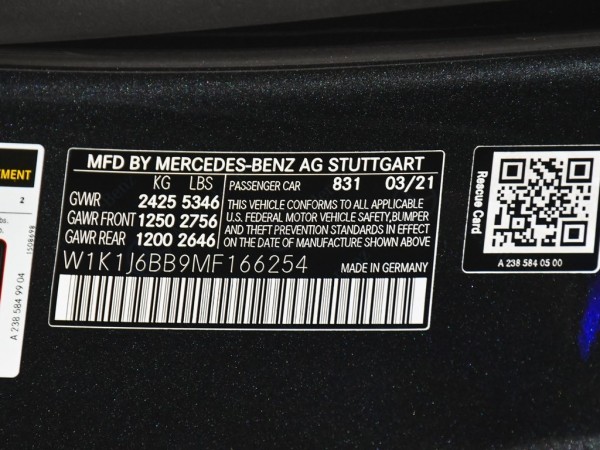 MENT
2
bs.
1508698
A 238 584 99 04
MFD BY MERCEDES-BENZ AG STUTTGART
KG LBS PASSENGER CAR 831 03/21
GVWR 2425 5346
GAWR FRONT 1250 2756
GAWR REAR 1200 2646
THIS VEHICLE CONFORMS TO ALL APPLICABLE
U.S. FEDERAL MOTOR VEHICLE SAFETY,BUMPER
AND THEFT PREVENTION STANDARDS IN EFFECT
ON THE DATE OF MANUFACTURE SHOWN ABOVE
W1K1J6BB9MF166254 MADE IN GERMANY
Rescue Card
A 238 584 05 00